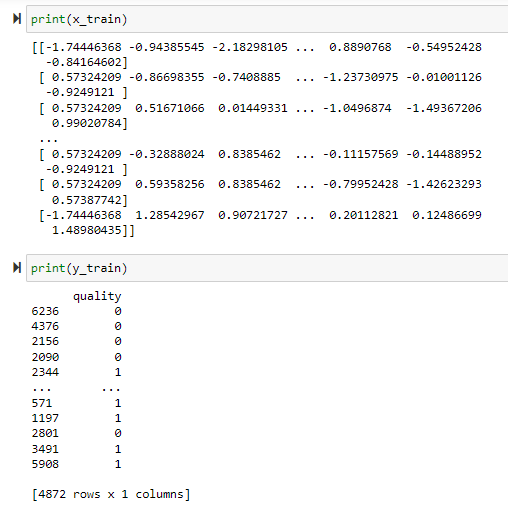 print(x_train)
[[-1.74446368 -0.94385545 -2.18298105 ...  0.8890768  -0.54952428
  -0.84164602]
 [ 0.57324209 -0.86698355 -0.7408885  ... -1.23730975 -0.01001126
  -0.9249121 ]
 [ 0.57324209  0.51671066  0.01449331 ... -1.0496874  -1.49367206
   0.99020784]
 ...
 [ 0.57324209 -0.32888024  0.8385462  ... -0.11157569 -0.14488952
  -0.9249121 ]
 [ 0.57324209  0.59358256  0.8385462  ... -0.79952428 -1.42623293
   0.57387742]
 [-1.74446368  1.28542967  0.90721727 ...  0.20112821  0.12486699
   1.48980435]]
print(y_train)
      quality
6236        0
4376        0
2156        0
2090        0
2344        1
...       ...
571         1
1197        1
2801        0
3491        1
5908        1
[4872 rows x 1 columns]